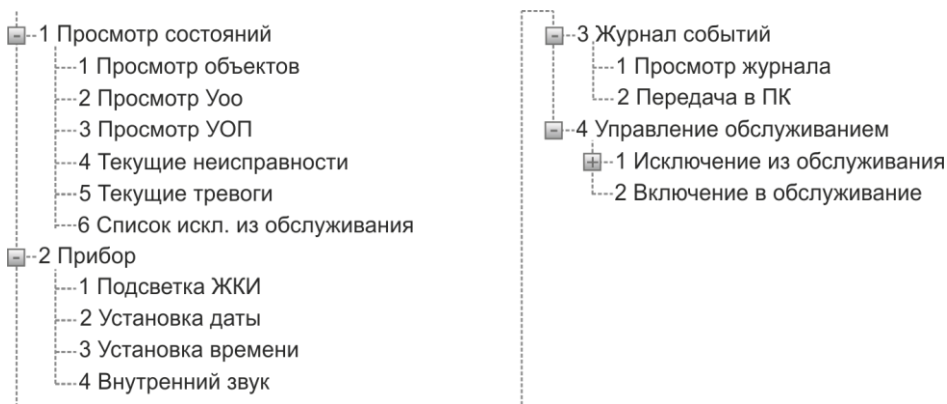 1 Просмотр состояний
1 Просмотр объектов
2 Просмотр Уоо
3 Просмотр УОП
4 Текущие неисправности
5 Текущие тревоги
6 Список искл. из обслуживания
2 Прибор
1 Подсветка ЖКИ
2 Установка даты
3 Установка времени
4 Внутренний звук
3 Журнал событий
1 Просмотр журнала
2 Передача в ПК
4 Управление обслуживанием
1 Исключение из обслуживания
2 Включение в обслуживание